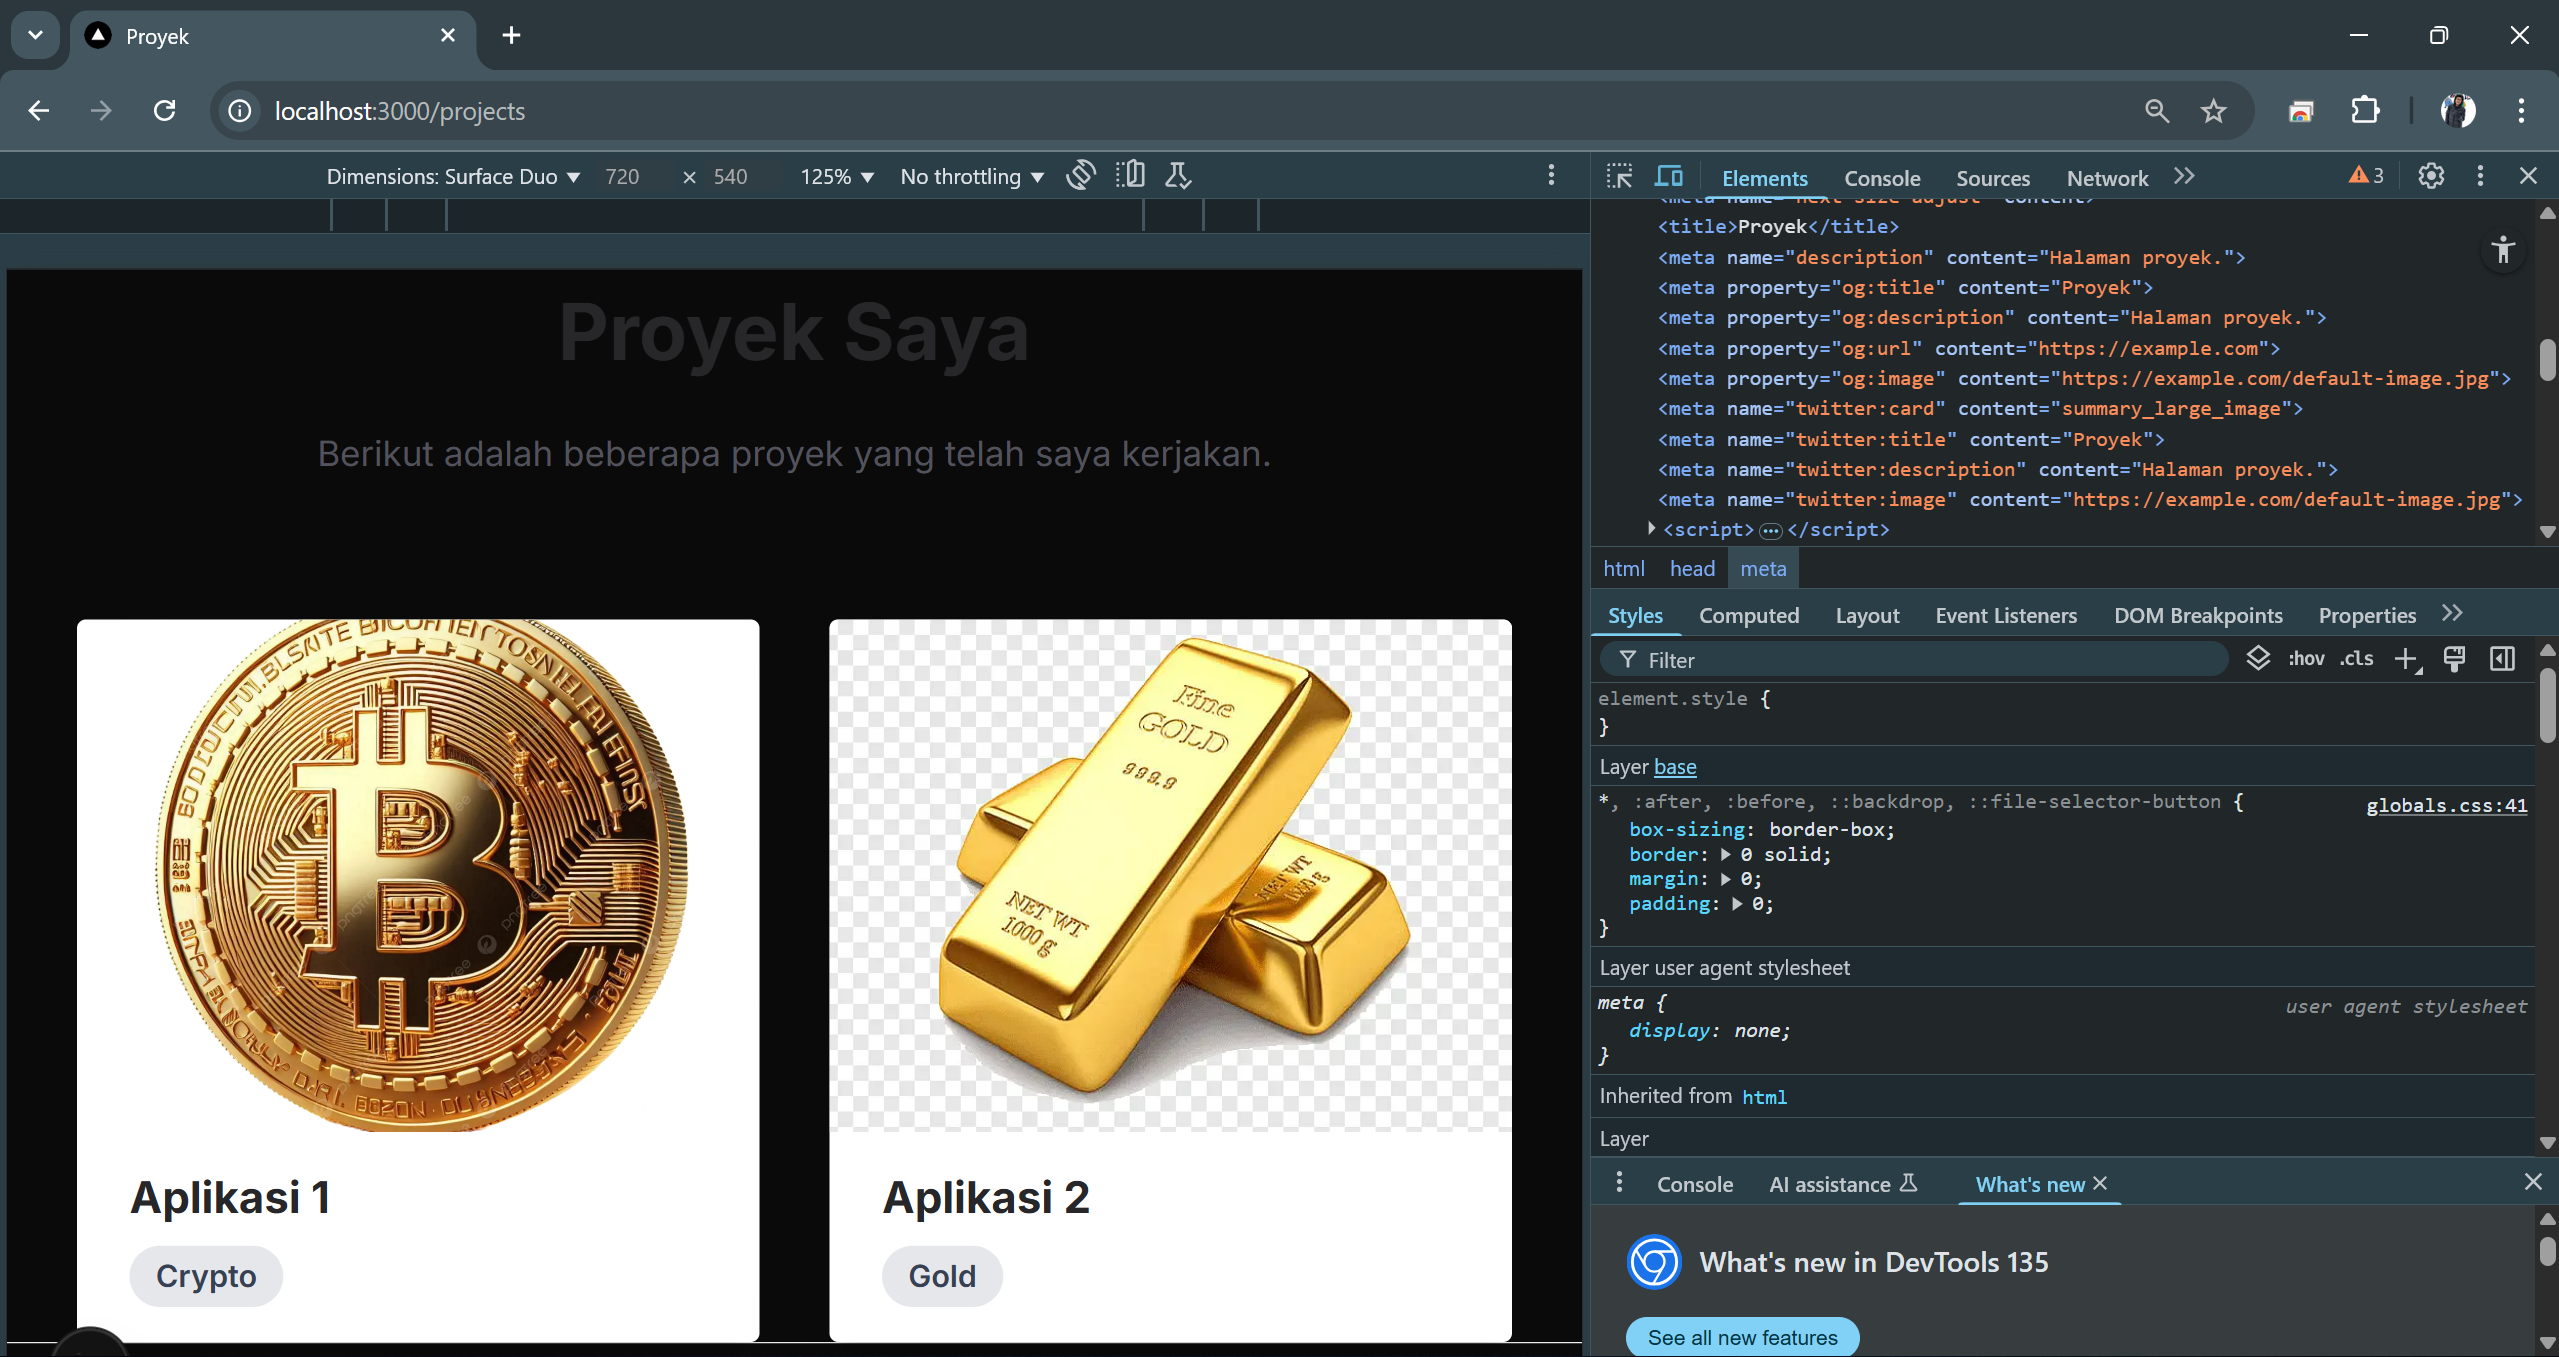 Proyek
localhost:3000/projects
Dimensions: Surface Duo 720 × 540 125% No throttling
Proyek Saya
Berikut adalah beberapa proyek yang telah saya kerjakan.
Fine
GOLD
999.9
NET WT
1000 g
Aplikasi 1
Crypto
Aplikasi 2
Gold
Elements Console Sources Network 3
<meta name="next-size-adjust" content>
<title>Proyek</title>
<meta name="description" content="Halaman proyek.">
<meta property="og:title" content="Proyek">
<meta property="og:description" content="Halaman proyek.">
<meta property="og:url" content="https://example.com">
<meta property="og:image" content="https://example.com/default-image.jpg">
<meta name="twitter:card" content="summary_large_image">
<meta name="twitter:title" content="Proyek">
<meta name="twitter:description" content="Halaman proyek.">
<meta name="twitter:image" content="https://example.com/default-image.jpg">
<script>…</script>
html head meta
Styles Computed Layout Event Listeners DOM Breakpoints Properties
Filter :hov .cls
element.style {
}
Layer base
*, :after, :before, ::backdrop, ::file-selector-button { globals.css:41
box-sizing: border-box;
border: 0 solid;
margin: 0;
padding: 0;
}
Layer user agent stylesheet
meta { user agent stylesheet
display: none;
}
Inherited from html
Layer
Console AI assistance What's new
What's new in DevTools 135
See all new features